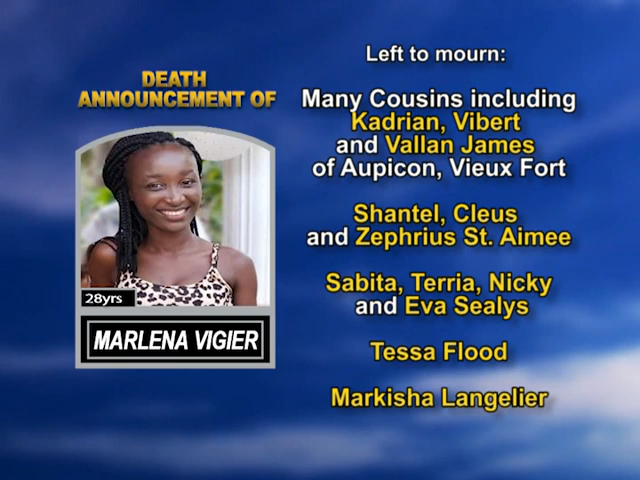 DEATH
ANNOUNCEMENT OF
28yrs
MARLENA VIGIER
Left to mourn:
Many Cousins including
Kadrian, Vibert
and Vallan James
of Aupicon, Vieux Fort
Shantel, Cleus
and Zephrius St. Aimee
Sabita, Terria, Nicky
and Eva Sealys
Tessa Flood
Markisha Langelier